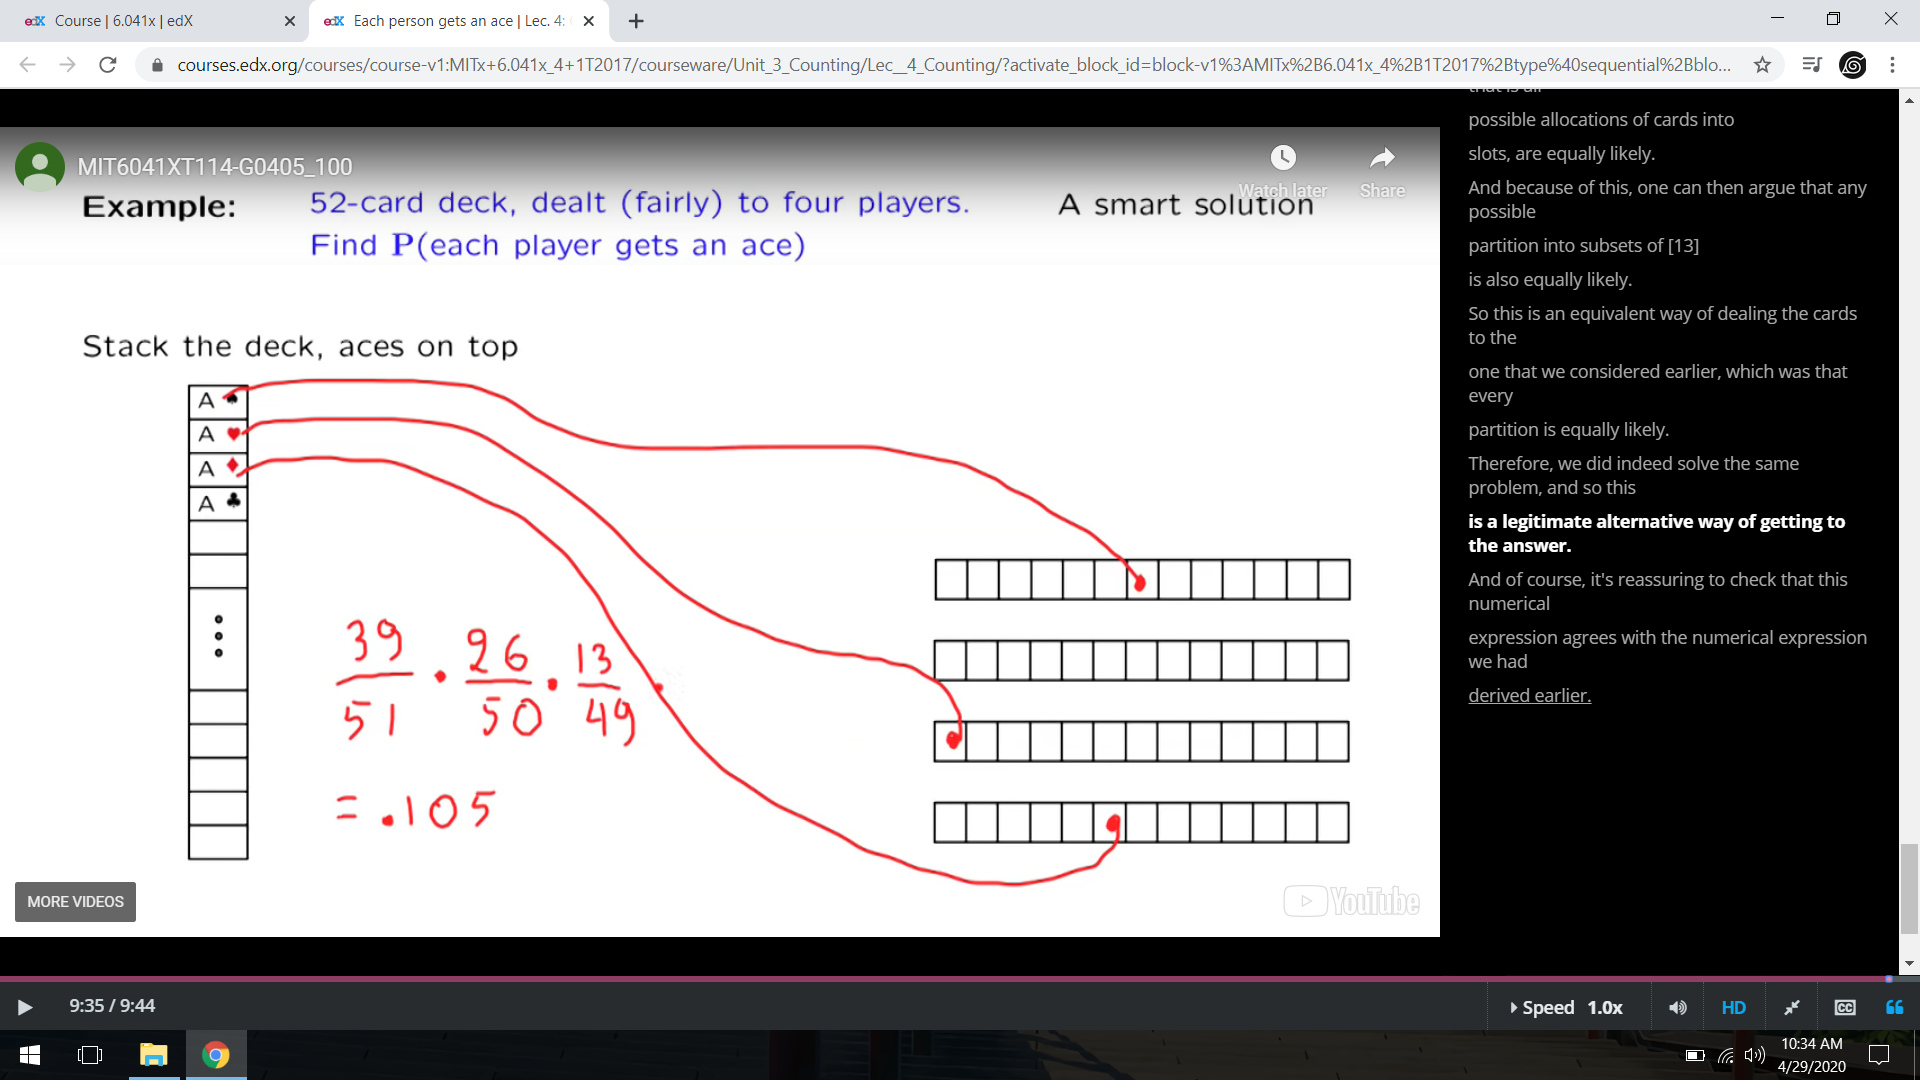 edX Course | 6.041x | edX
edX Each person gets an ace | Lec. 4:
courses.edx.org/courses/course-v1:MITx+6.041x_4+1T2017/courseware/Unit_3_Counting/Lec__4_Counting/?activate_block_id=block-v1%3AMITx%2B6.041x_4%2B1T2017%2Btype%40sequential%2Bblo...
MIT6041XT114-G0405_100
Watch later
Share
Example: 52-card deck, dealt (fairly) to four players.
A smart solution
Find P(each player gets an ace)
Stack the deck, aces on top
A ♠
A ♥
A ♦
A ♣
39/51 · 26/50 · 13/49 ·
= .105
MORE VIDEOS
YouTube
that is all
possible allocations of cards into
slots, are equally likely.
And because of this, one can then argue that any
possible
partition into subsets of [13]
is also equally likely.
So this is an equivalent way of dealing the cards
to the
one that we considered earlier, which was that
every
partition is equally likely.
Therefore, we did indeed solve the same
problem, and so this
is a legitimate alternative way of getting to
the answer.
And of course, it's reassuring to check that this
numerical
expression agrees with the numerical expression
we had
derived earlier.
9:35 / 9:44
Speed 1.0x
HD
CC
10:34 AM
4/29/2020